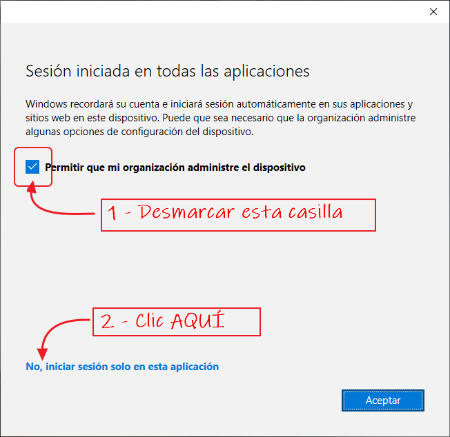 Sesión iniciada en todas las aplicaciones
Windows recordará su cuenta e iniciará sesión automáticamente en sus aplicaciones y
sitios web en este dispositivo. Puede que sea necesario que la organización administre
algunas opciones de configuración del dispositivo.
Permitir que mi organización administre el dispositivo
1 - Desmarcar esta casilla
2 - Clic AQUÍ
No, iniciar sesión solo en esta aplicación
Aceptar